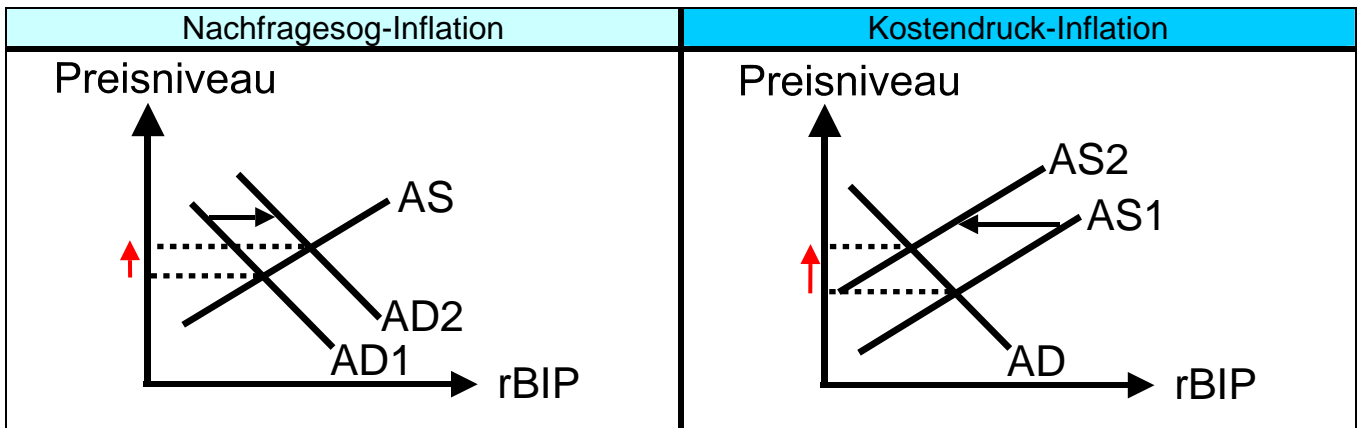 Nachfragesog-Inflation
Preisniveau
AS
AD2
AD1
rBIP
Kostendruck-Inflation
Preisniveau
AS2
AS1
AD
rBIP